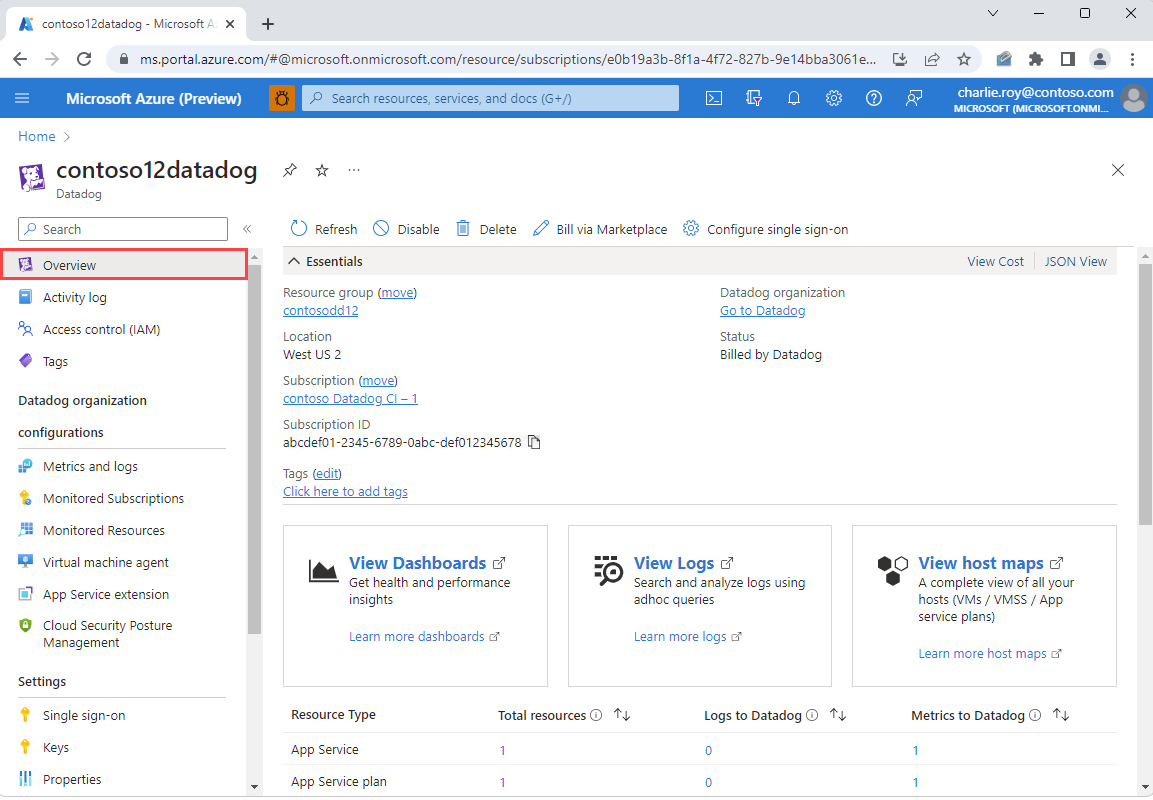 contoso12datadog - Microsoft A
ms.portal.azure.com/#@microsoft.onmicrosoft.com/resource/subscriptions/e0b19a3b-8f1a-4f72-827b-9e14bba3061e...
Microsoft Azure (Preview)
Search resources, services, and docs (G+/)
charlie.roy@contoso.com
MICROSOFT (MICROSOFT.ONMI...
Home
contoso12datadog
Datadog
Search
Overview
Activity log
Access control (IAM)
Tags
Datadog organization
configurations
Metrics and logs
Monitored Subscriptions
Monitored Resources
Virtual machine agent
App Service extension
Cloud Security Posture
Management
Settings
Single sign-on
Keys
Properties
Refresh Disable Delete Bill via Marketplace Configure single sign-on
Essentials View Cost JSON View
Resource group (move)
contosodd12
Location
West US 2
Subscription (move)
contoso Datadog CI – 1
Subscription ID
abcdef01-2345-6789-0abc-def012345678
Tags (edit)
Click here to add tags
Datadog organization
Go to Datadog
Status
Billed by Datadog
View Dashboards
Get health and performance
insights
Learn more dashboards
View Logs
Search and analyze logs using
adhoc queries
Learn more logs
View host maps
A complete view of all your
hosts (VMs / VMSS / App
service plans)
Learn more host maps
Resource Type Total resources Logs to Datadog Metrics to Datadog
App Service 1 0 1
App Service plan 1 0 1